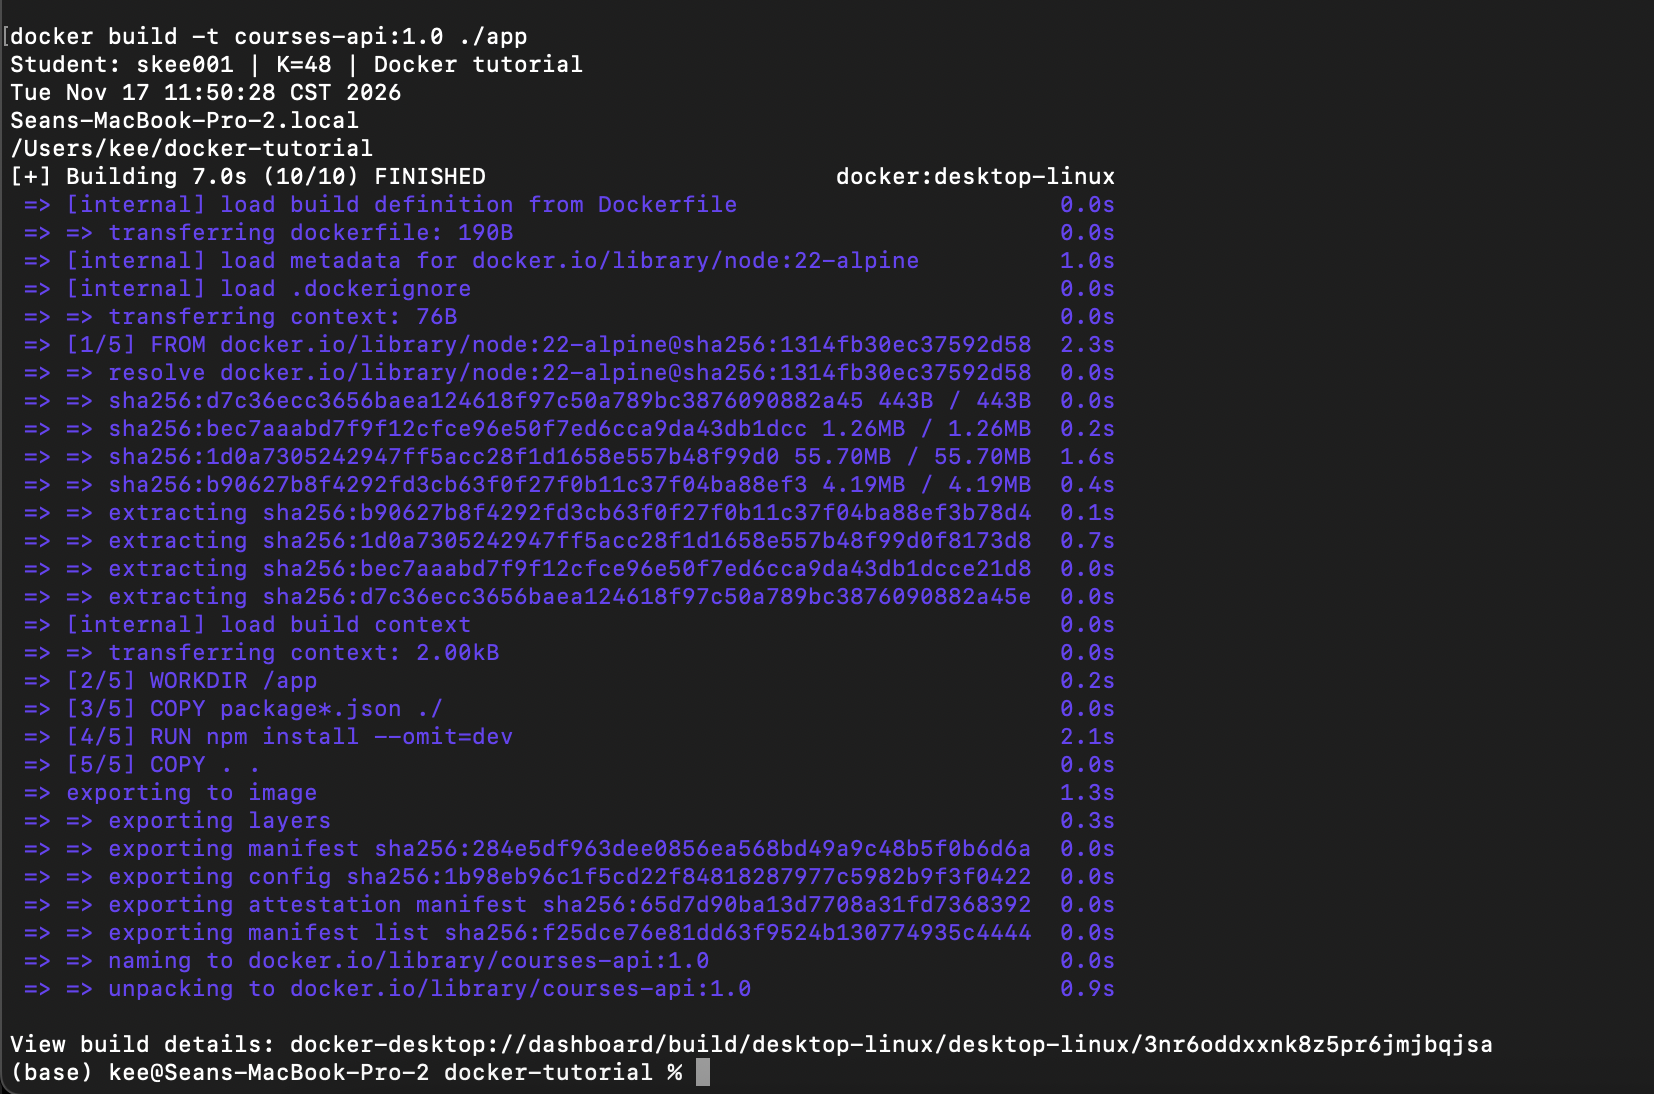 [docker build -t courses-api:1.0 ./app
Student: skee001 | K=48 | Docker tutorial
Tue Nov 17 11:50:28 CST 2026
Seans-MacBook-Pro-2.local
/Users/kee/docker-tutorial
[+] Building 7.0s (10/10) FINISHED docker:desktop-linux
=> [internal] load build definition from Dockerfile 0.0s
=> => transferring dockerfile: 190B 0.0s
=> [internal] load metadata for docker.io/library/node:22-alpine 1.0s
=> [internal] load .dockerignore 0.0s
=> => transferring context: 76B 0.0s
=> [1/5] FROM docker.io/library/node:22-alpine@sha256:1314fb30ec37592d58 2.3s
=> => resolve docker.io/library/node:22-alpine@sha256:1314fb30ec37592d58 0.0s
=> => sha256:d7c36ecc3656baea124618f97c50a789bc3876090882a45 443B / 443B 0.0s
=> => sha256:bec7aaabd7f9f12cfce96e50f7ed6cca9da43db1dcc 1.26MB / 1.26MB 0.2s
=> => sha256:1d0a7305242947ff5acc28f1d1658e557b48f99d0 55.70MB / 55.70MB 1.6s
=> => sha256:b90627b8f4292fd3cb63f0f27f0b11c37f04ba88ef3 4.19MB / 4.19MB 0.4s
=> => extracting sha256:b90627b8f4292fd3cb63f0f27f0b11c37f04ba88ef3b78d4 0.1s
=> => extracting sha256:1d0a7305242947ff5acc28f1d1658e557b48f99d0f8173d8 0.7s
=> => extracting sha256:bec7aaabd7f9f12cfce96e50f7ed6cca9da43db1dcce21d8 0.0s
=> => extracting sha256:d7c36ecc3656baea124618f97c50a789bc3876090882a45e 0.0s
=> [internal] load build context 0.0s
=> => transferring context: 2.00kB 0.0s
=> [2/5] WORKDIR /app 0.2s
=> [3/5] COPY package*.json ./ 0.0s
=> [4/5] RUN npm install --omit=dev 2.1s
=> [5/5] COPY . . 0.0s
=> exporting to image 1.3s
=> => exporting layers 0.3s
=> => exporting manifest sha256:284e5df963dee0856ea568bd49a9c48b5f0b6d6a 0.0s
=> => exporting config sha256:1b98eb96c1f5cd22f84818287977c5982b9f3f0422 0.0s
=> => exporting attestation manifest sha256:65d7d90ba13d7708a31fd7368392 0.0s
=> => exporting manifest list sha256:f25dce76e81dd63f9524b130774935c4444 0.0s
=> => naming to docker.io/library/courses-api:1.0 0.0s
=> => unpacking to docker.io/library/courses-api:1.0 0.9s
View build details: docker-desktop://dashboard/build/desktop-linux/desktop-linux/3nr6oddxxnk8z5pr6jmjbqjsa
(base) kee@Seans-MacBook-Pro-2 docker-tutorial %